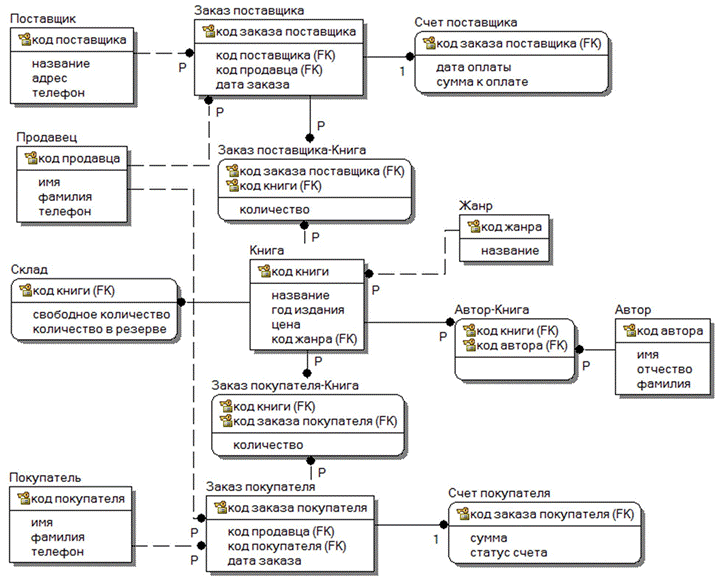 Поставщик
код поставщика
название
адрес
телефон
P
Заказ поставщика
код заказа поставщика
код поставщика (FK)
код продавца (FK)
дата заказа
1
Счет поставщика
код заказа поставщика (FK)
дата оплаты
сумма к оплате
P
P
Продавец
код продавца
имя
фамилия
телефон
Заказ поставщика-Книга
код заказа поставщика (FK)
код книги (FK)
количество
P
Жанр
код жанра
название
P
Склад
код книги (FK)
свободное количество
количество в резерве
Книга
код книги
название
год издания
цена
код жанра (FK)
P
P
Автор-Книга
код книги (FK)
код автора (FK)
P
Автор
код автора
имя
отчество
фамилия
Заказ покупателя-Книга
код книги (FK)
код заказа покупателя (FK)
количество
P
Покупатель
код покупателя
имя
фамилия
телефон
P
P
Заказ покупателя
код заказа покупателя
код продавца (FK)
код покупателя (FK)
дата заказа
1
Счет покупателя
код заказа покупателя (FK)
сумма
статус счета